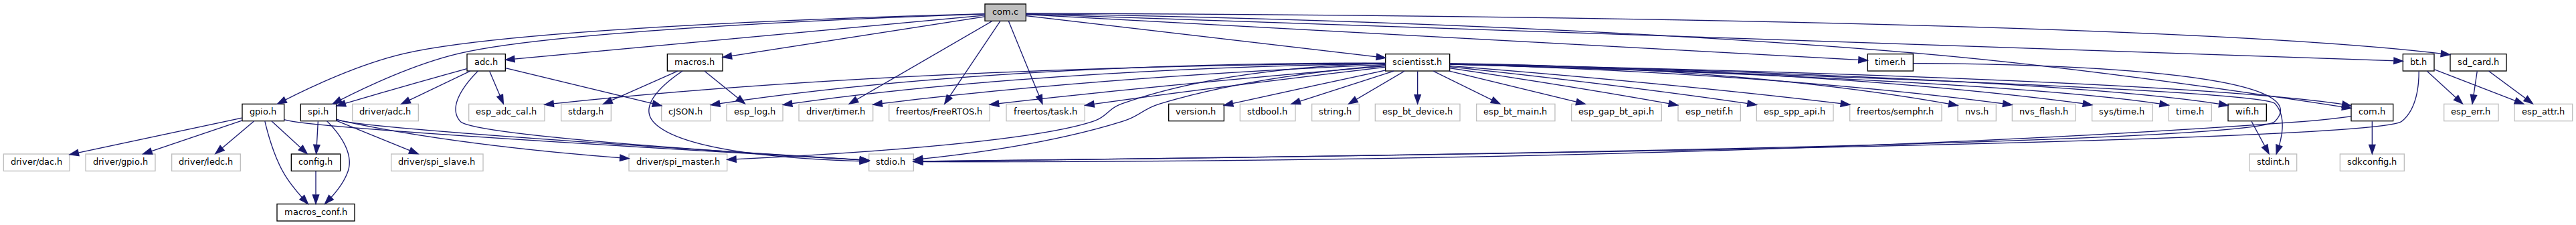 com.c
adc.h
macros.h
scientisst.h
timer.h
bt.h
sd_card.h
gpio.h
spi.h
driver/adc.h
esp_adc_cal.h
stdarg.h
cJSON.h
esp_log.h
driver/timer.h
freertos/FreeRTOS.h
freertos/task.h
version.h
stdbool.h
string.h
esp_bt_device.h
esp_bt_main.h
esp_gap_bt_api.h
esp_netif.h
esp_spp_api.h
freertos/semphr.h
nvs.h
nvs_flash.h
sys/time.h
time.h
wifi.h
com.h
esp_err.h
esp_attr.h
driver/dac.h
driver/gpio.h
driver/ledc.h
config.h
driver/spi_slave.h
driver/spi_master.h
stdio.h
stdint.h
sdkconfig.h
macros_conf.h